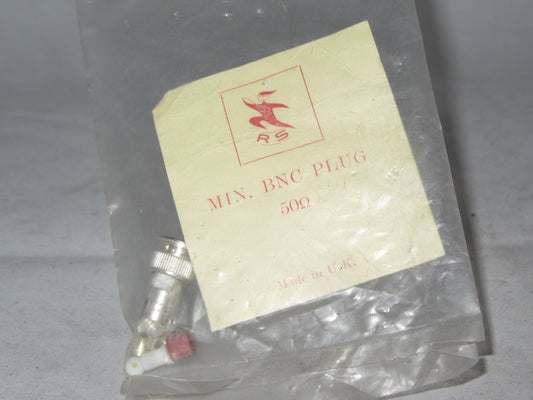 RS
MIN. BNC PLUG
50Ω
Made in U.K.